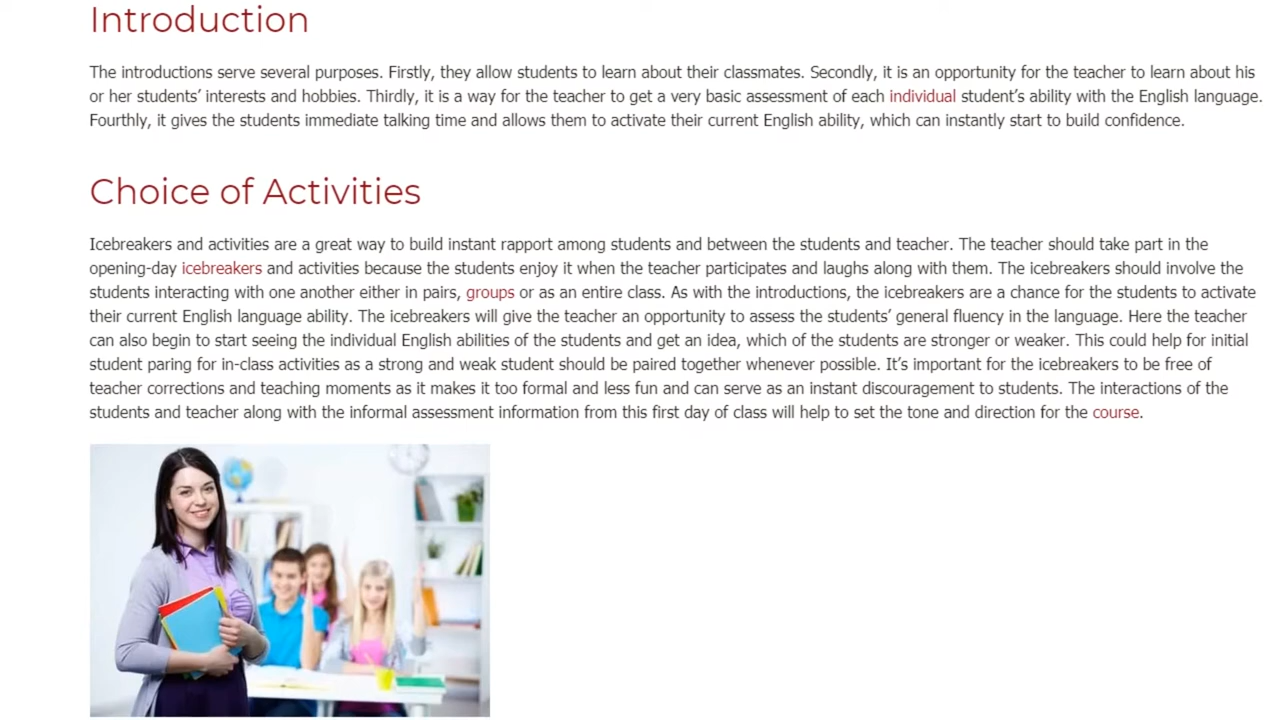 Introduction
The introductions serve several purposes. Firstly, they allow students to learn about their classmates. Secondly, it is an opportunity for the teacher to learn about his
or her students’ interests and hobbies. Thirdly, it is a way for the teacher to get a very basic assessment of each individual student’s ability with the English language.
Fourthly, it gives the students immediate talking time and allows them to activate their current English ability, which can instantly start to build confidence.
Choice of Activities
Icebreakers and activities are a great way to build instant rapport among students and between the students and teacher. The teacher should take part in the
opening-day icebreakers and activities because the students enjoy it when the teacher participates and laughs along with them. The icebreakers should involve the
students interacting with one another either in pairs, groups or as an entire class. As with the introductions, the icebreakers are a chance for the students to activate
their current English language ability. The icebreakers will give the teacher an opportunity to assess the students’ general fluency in the language. Here the teacher
can also begin to start seeing the individual English abilities of the students and get an idea, which of the students are stronger or weaker. This could help for initial
student paring for in-class activities as a strong and weak student should be paired together whenever possible. It’s important for the icebreakers to be free of
teacher corrections and teaching moments as it makes it too formal and less fun and can serve as an instant discouragement to students. The interactions of the
students and teacher along with the informal assessment information from this first day of class will help to set the tone and direction for the course.